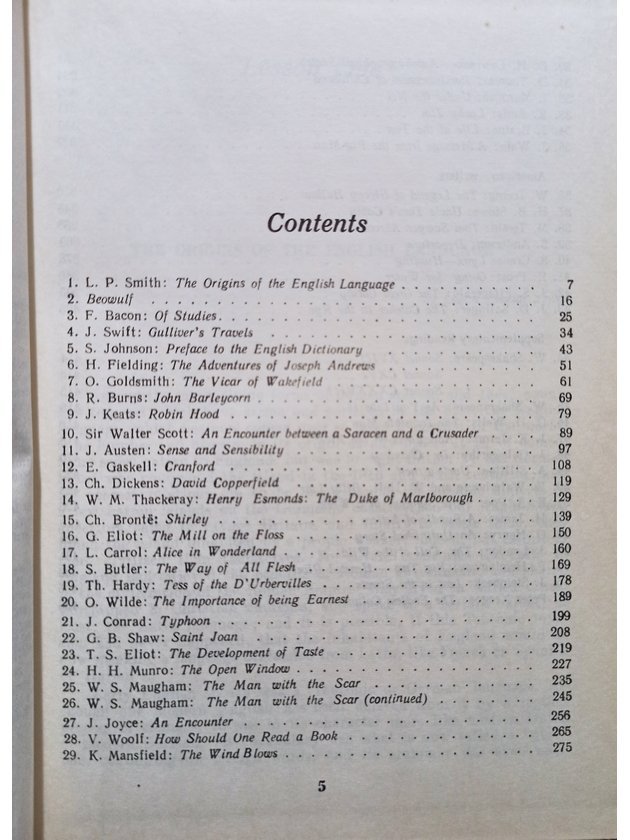 Contents
1. L. P. Smith: The Origins of the English Language . . . . . . . . . . 7
2. Beowulf . . . . . . . . . . . . . . . . 16
3. F. Bacon: Of Studies . . . . . . . . . . . . . 25
4. J. Swift: Gulliver's Travels . . . . . . . . . . . 34
5. S. Johnson: Preface to the English Dictionary . . . . . . . 43
6. H. Fielding: The Adventures of Joseph Andrews . . . . . . 51
7. O. Goldsmith: The Vicar of Wakefield . . . . . . . . 61
8. R. Burns: John Barleycorn . . . . . . . . . . . 69
9. J. Keats: Robin Hood . . . . . . . . . . . . 79
10. Sir Walter Scott: An Encounter between a Saracen and a Crusader . . . . 89
11. J. Austen: Sense and Sensibility . . . . . . . . . . 97
12. E. Gaskell: Cranford . . . . . . . . . . . . 108
13. Ch. Dickens: David Copperfield . . . . . . . . . . 119
14. W. M. Thackeray: Henry Esmonds: The Duke of Marlborough . . . . 129
15. Ch. Brontë: Shirley . . . . . . . . . . . . . 139
16. G. Eliot: The Mill on the Floss . . . . . . . . . . 150
17. L. Carrol: Alice in Wonderland . . . . . . . . . . 160
18. S. Butler: The Way of All Flesh . . . . . . . . . 169
19. Th. Hardy: Tess of the D'Urbervilles . . . . . . . . . 178
20. O. Wilde: The Importance of being Earnest . . . . . . . 189
21. J. Conrad: Typhoon . . . . . . . . . . . . . 199
22. G. B. Shaw: Saint Joan . . . . . . . . . . . 208
23. T. S. Eliot: The Development of Taste . . . . . . . . 219
24. H. H. Munro: The Open Window . . . . . . . . . . 227
25. W. S. Maugham: The Man with the Scar . . . . . . . 235
26. W. S. Maugham: The Man with the Scar (continued) . . . . 245
27. J. Joyce: An Encounter . . . . . . . . . . . . 256
28. V. Woolf: How Should One Read a Book . . . . . . . . 265
29. K. Mansfield: The Wind Blows . . . . . . . . . . 275
5